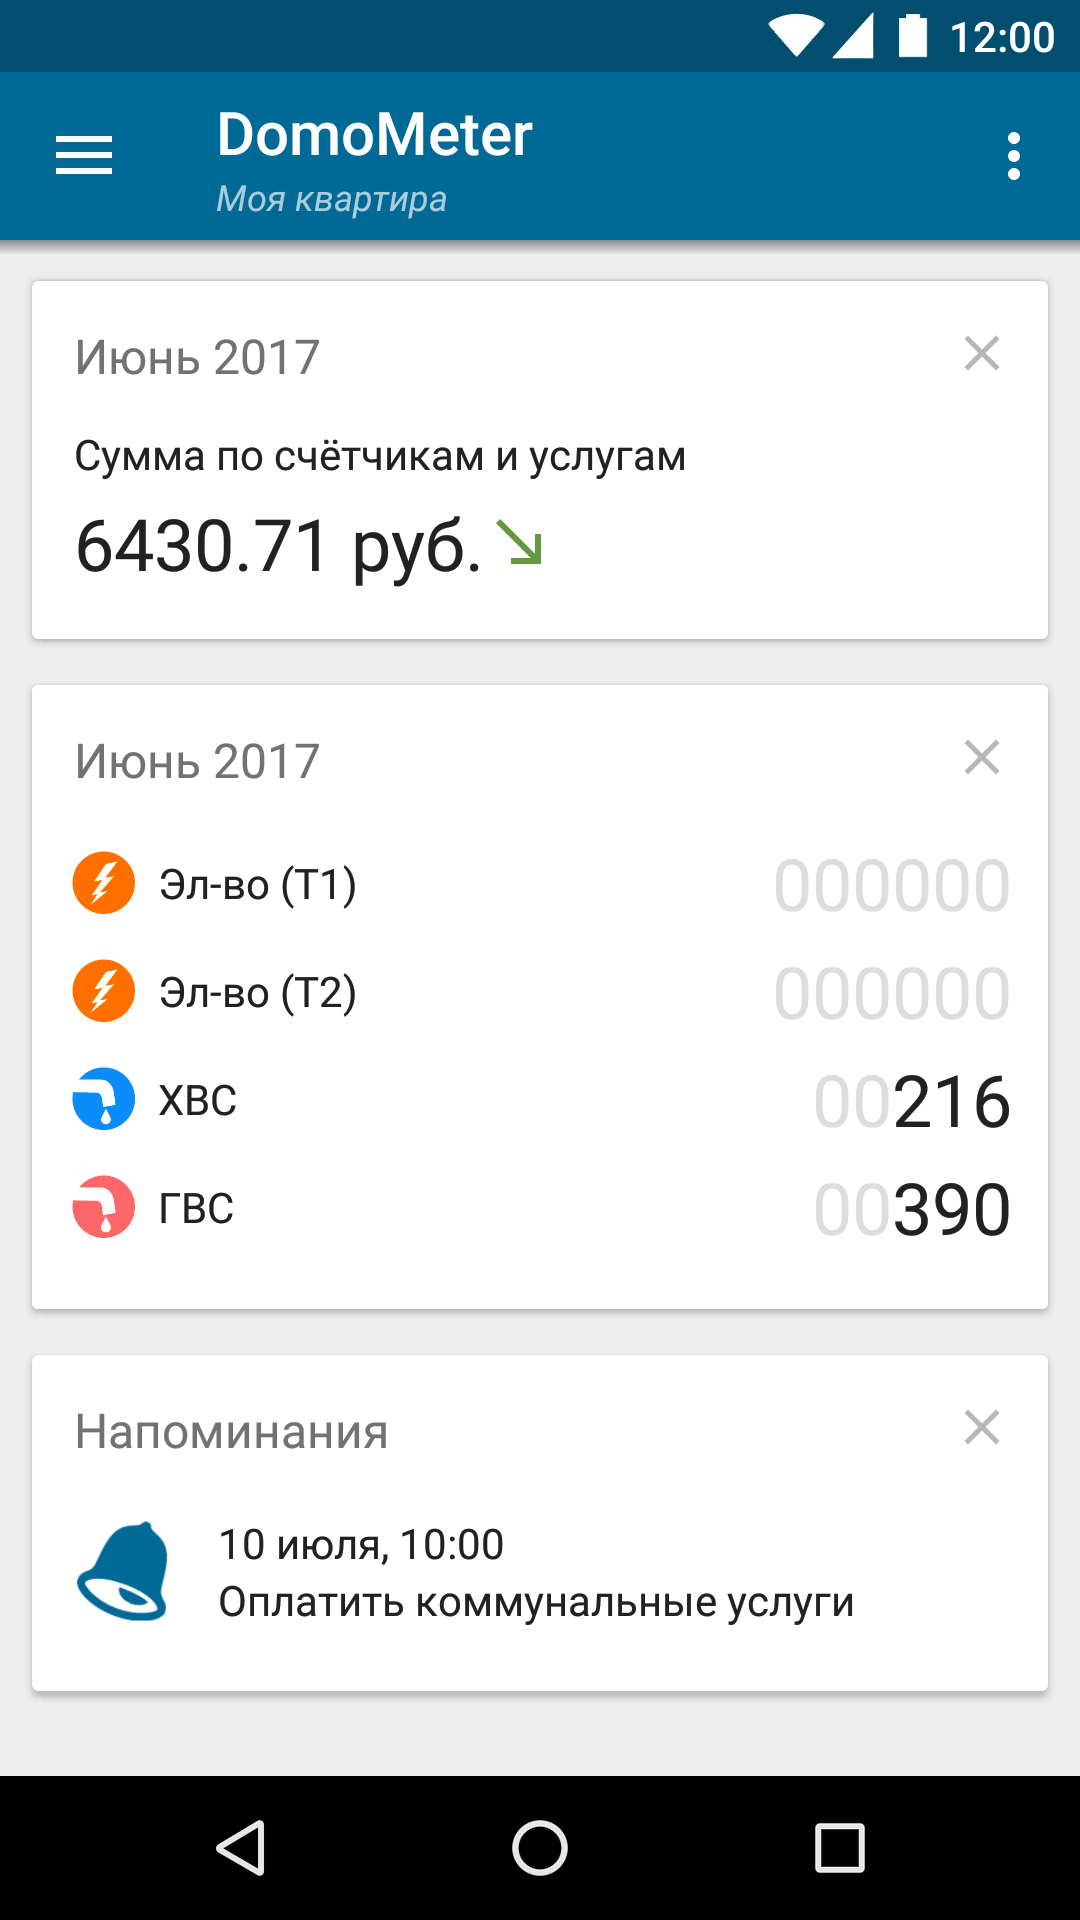 12:00
DomoMeter
Моя квартира
Июнь 2017
Сумма по счётчикам и услугам
6430.71 руб.
Июнь 2017
Эл-во (Т1) 000000
Эл-во (Т2) 000000
ХВС 00216
ГВС 00390
Напоминания
10 июля, 10:00
Оплатить коммунальные услуги